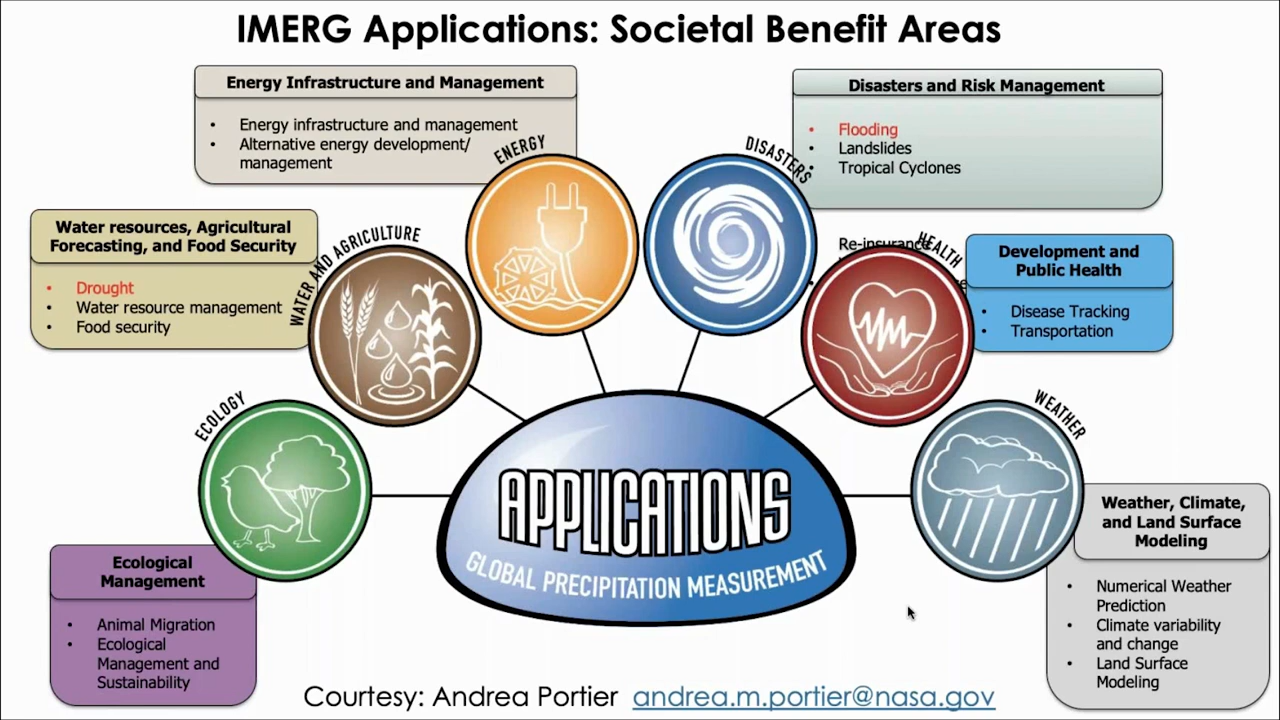 IMERG Applications: Societal Benefit Areas
Energy Infrastructure and Management
• Energy infrastructure and management
• Alternative energy development/
management
ENERGY
Disasters and Risk Management
• Flooding
• Landslides
• Tropical Cyclones
Re-insurance
DISASTERS
Water resources, Agricultural
Forecasting, and Food Security
• Drought
• Water resource management
• Food security
WATER AND AGRICULTURE
HEALTH
Development and
Public Health
• Disease Tracking
• Transportation
ECOLOGY
Ecological
Management
• Animal Migration
• Ecological
Management and
Sustainability
WEATHER
Weather, Climate,
and Land Surface
Modeling
• Numerical Weather
Prediction
• Climate variability
and change
• Land Surface
Modeling
APPLICATIONS
GLOBAL PRECIPITATION MEASUREMENT
Courtesy: Andrea Portier andrea.m.portier@nasa.gov